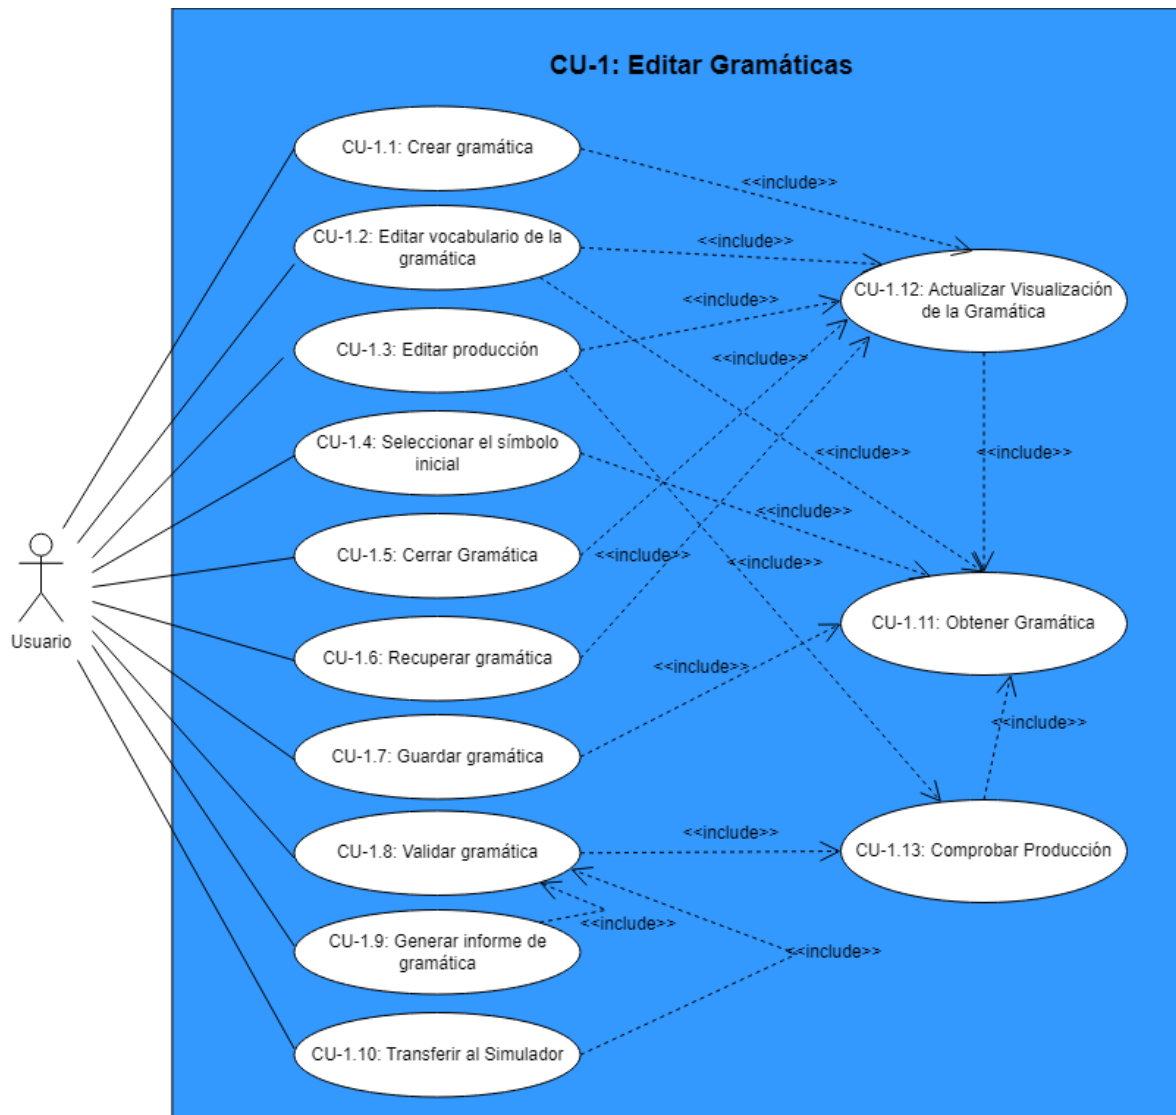 CU-1: Editar Gramáticas
CU-1.1: Crear gramática
<<include>>
CU-1.2: Editar vocabulario de la
gramática
<<include>>
CU-1.12: Actualizar Visualización
de la Gramática
<<include>>
CU-1.3: Editar producción
<<include>>
CU-1.4: Seleccionar el símbolo
inicial
<<include>>
<<include>>
<<include>>
CU-1.5: Cerrar Gramática
<<include>>
<<include>>
Usuario
CU-1.11: Obtener Gramática
CU-1.6: Recuperar gramática
<<include>>
<<include>>
CU-1.7: Guardar gramática
<<include>>
CU-1.8: Validar gramática
CU-1.13: Comprobar Producción
<<include>>
CU-1.9: Generar informe de
gramática
<<include>>
CU-1.10: Transferir al Simulador